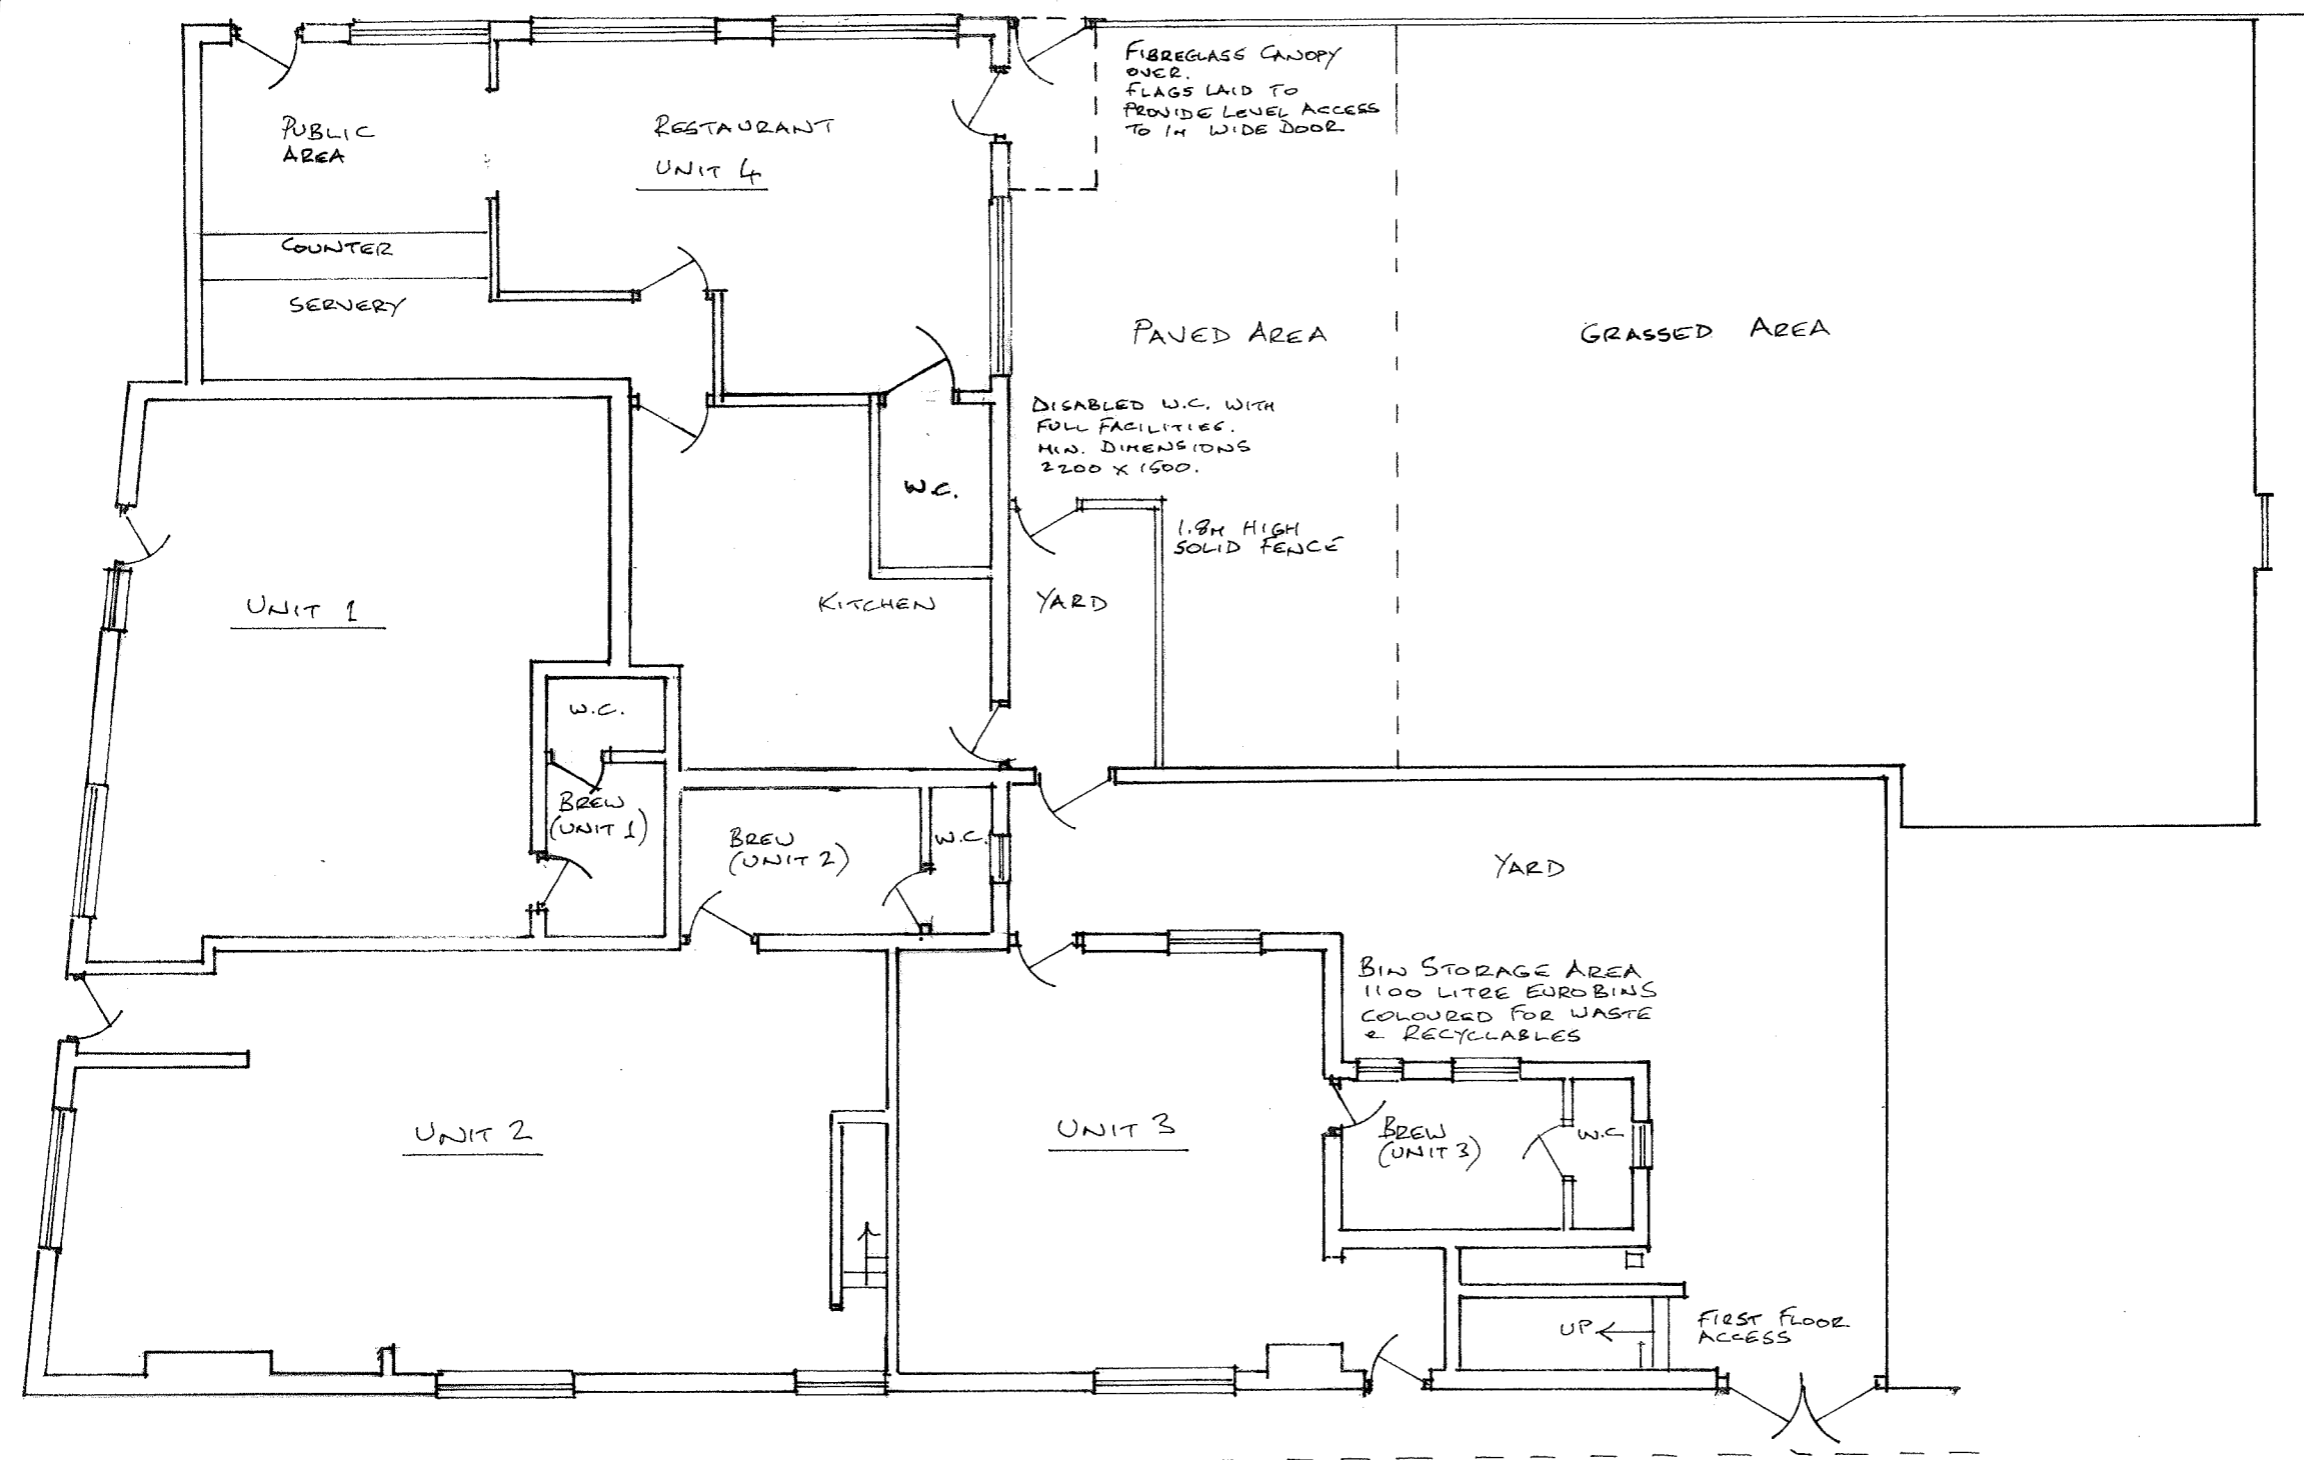 FIBREGLASS CANOPY
OVER.
FLAGS LAID TO
PROVIDE LEVEL ACCESS
TO 1M WIDE DOOR
PUBLIC
AREA
RESTAURANT
UNIT 4
COUNTER
SERVERY
PAVED AREA
GRASSED AREA
DISABLED W.C. WITH
FULL FACILITIES.
MIN. DIMENSIONS
2200 X 1500.
W.C.
1.8M HIGH
SOLID FENCE
UNIT 1
KITCHEN
YARD
W.C.
BREW
(UNIT 1)
BREW
(UNIT 2)
W.C.
YARD
BIN STORAGE AREA
1100 LITRE EUROBINS
COLOURED FOR WASTE
& RECYCLABLES
UNIT 2
UNIT 3
BREW
(UNIT 3)
W.C
UP
FIRST FLOOR
ACCESS